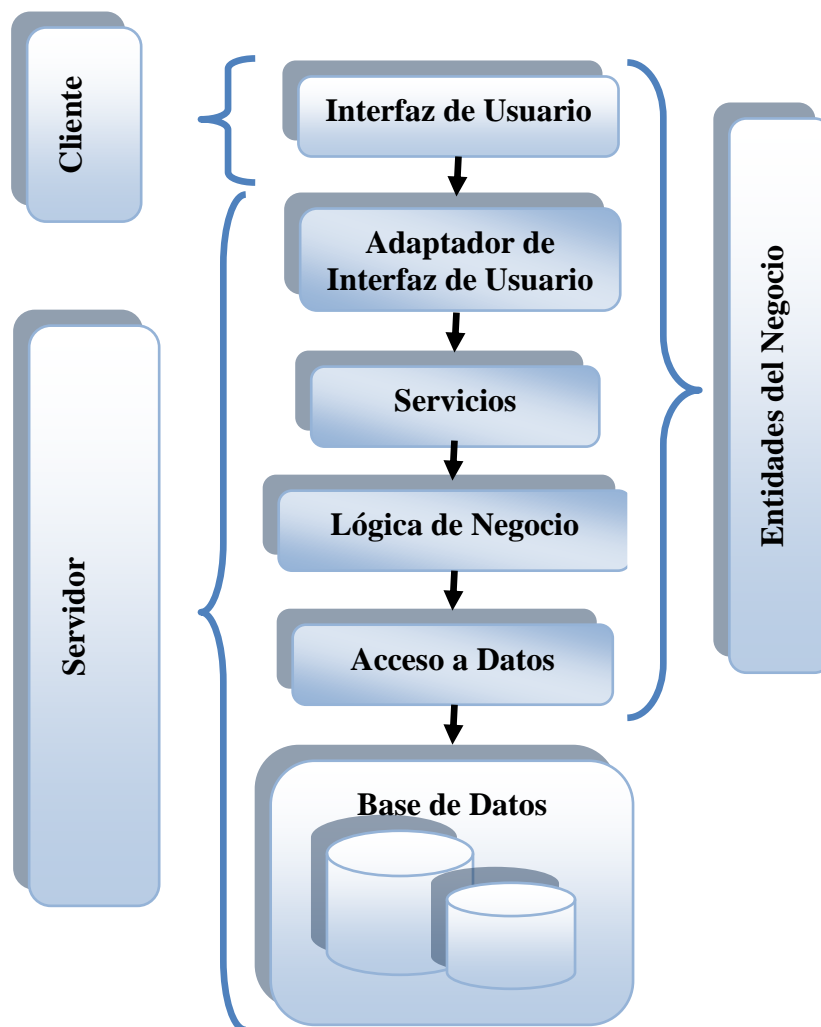 Cliente
Interfaz de Usuario
Adaptador de
Interfaz de Usuario
Servicios
Lógica de Negocio
Acceso a Datos
Base de Datos
Servidor
Entidades del Negocio